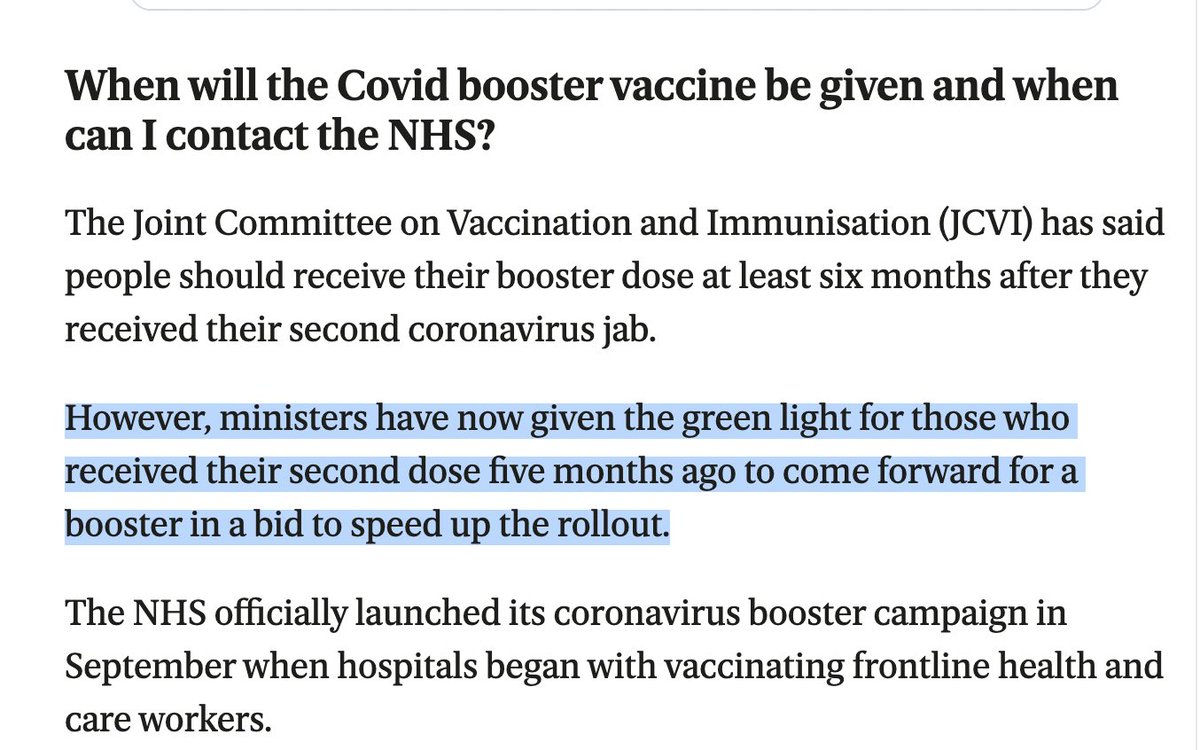 When will the Covid booster vaccine be given and when
can I contact the NHS?
The Joint Committee on Vaccination and Immunisation (JCVI) has said
people should receive their booster dose at least six months after they
received their second coronavirus jab.
However, ministers have now given the green light for those who
received their second dose five months ago to come forward for a
booster in a bid to speed up the rollout.
The NHS officially launched its coronavirus booster campaign in
September when hospitals began with vaccinating frontline health and
care workers.